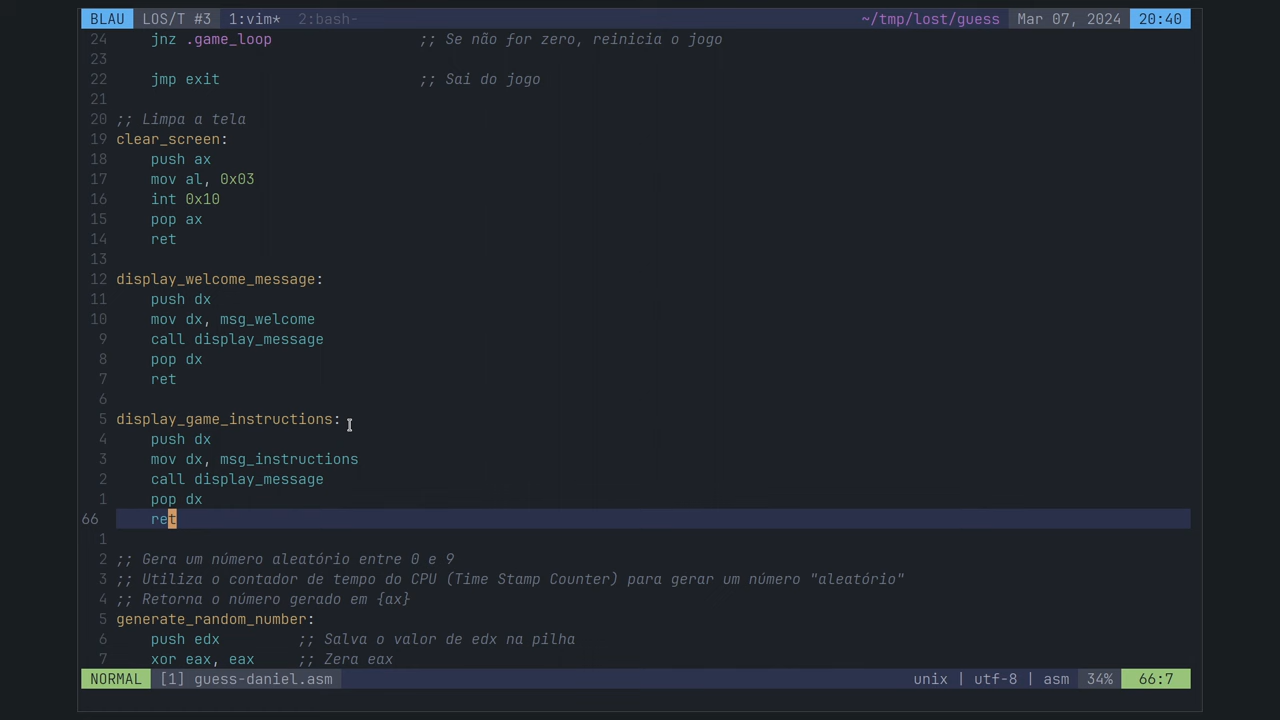 BLAU LOS/T #3 1:vim* 2:bash- ~/tmp/lost/guess Mar 07, 2024 20:40
24 jnz .game_loop ;; Se não for zero, reinicia o jogo
23
22 jmp exit ;; Sai do jogo
21
20 ;; Limpa a tela
19 clear_screen:
18 push ax
17 mov al, 0x03
16 int 0x10
15 pop ax
14 ret
13
12 display_welcome_message:
11 push dx
10 mov dx, msg_welcome
9 call display_message
8 pop dx
7 ret
6
5 display_game_instructions:
4 push dx
3 mov dx, msg_instructions
2 call display_message
1 pop dx
66 ret
1
2 ;; Gera um número aleatório entre 0 e 9
3 ;; Utiliza o contador de tempo do CPU (Time Stamp Counter) para gerar um número "aleatório"
4 ;; Retorna o número gerado em {ax}
5 generate_random_number:
6 push edx ;; Salva o valor de edx na pilha
7 xor eax, eax ;; Zera eax
NORMAL [1] guess-daniel.asm unix | utf-8 | asm 34% 66:7